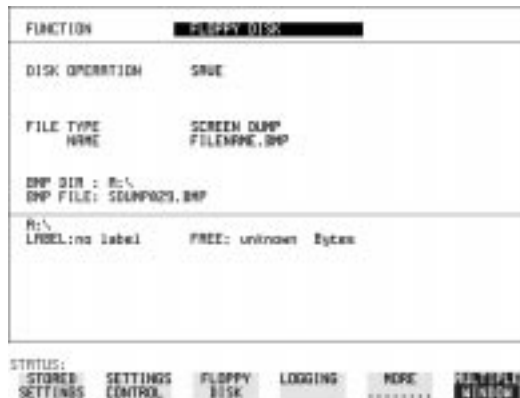 FUNCTION FLOPPY DISK
DISK OPERATION SAVE
FILE TYPE SCREEN DUMP
NAME FILENAME.BMP
BMP DIR : A:\
BMP FILE: SDUMP029.BMP
A:\
LABEL:no label FREE: unknown Bytes
STATUS:
STORED SETTINGS FLOPPY LOGGING MORE
SETTINGS CONTROL DISK ........ WINDOW